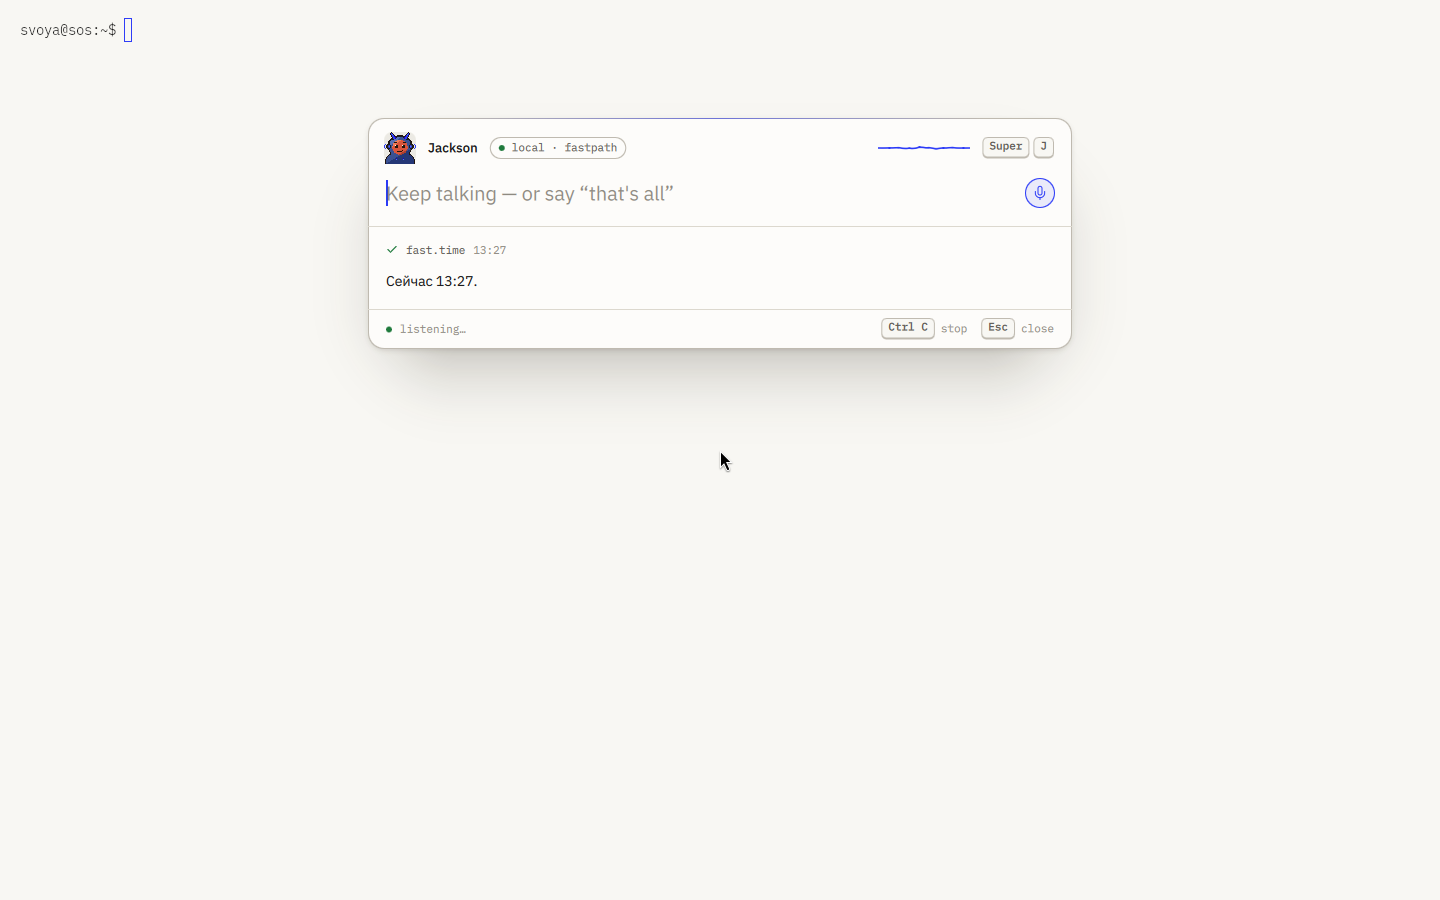 svoya@sos:~$
Jackson
local · fastpath
Super J
Keep talking — or say “that's all”
fast.time 13:27
Сейчас 13:27.
listening…
Ctrl C stop Esc close